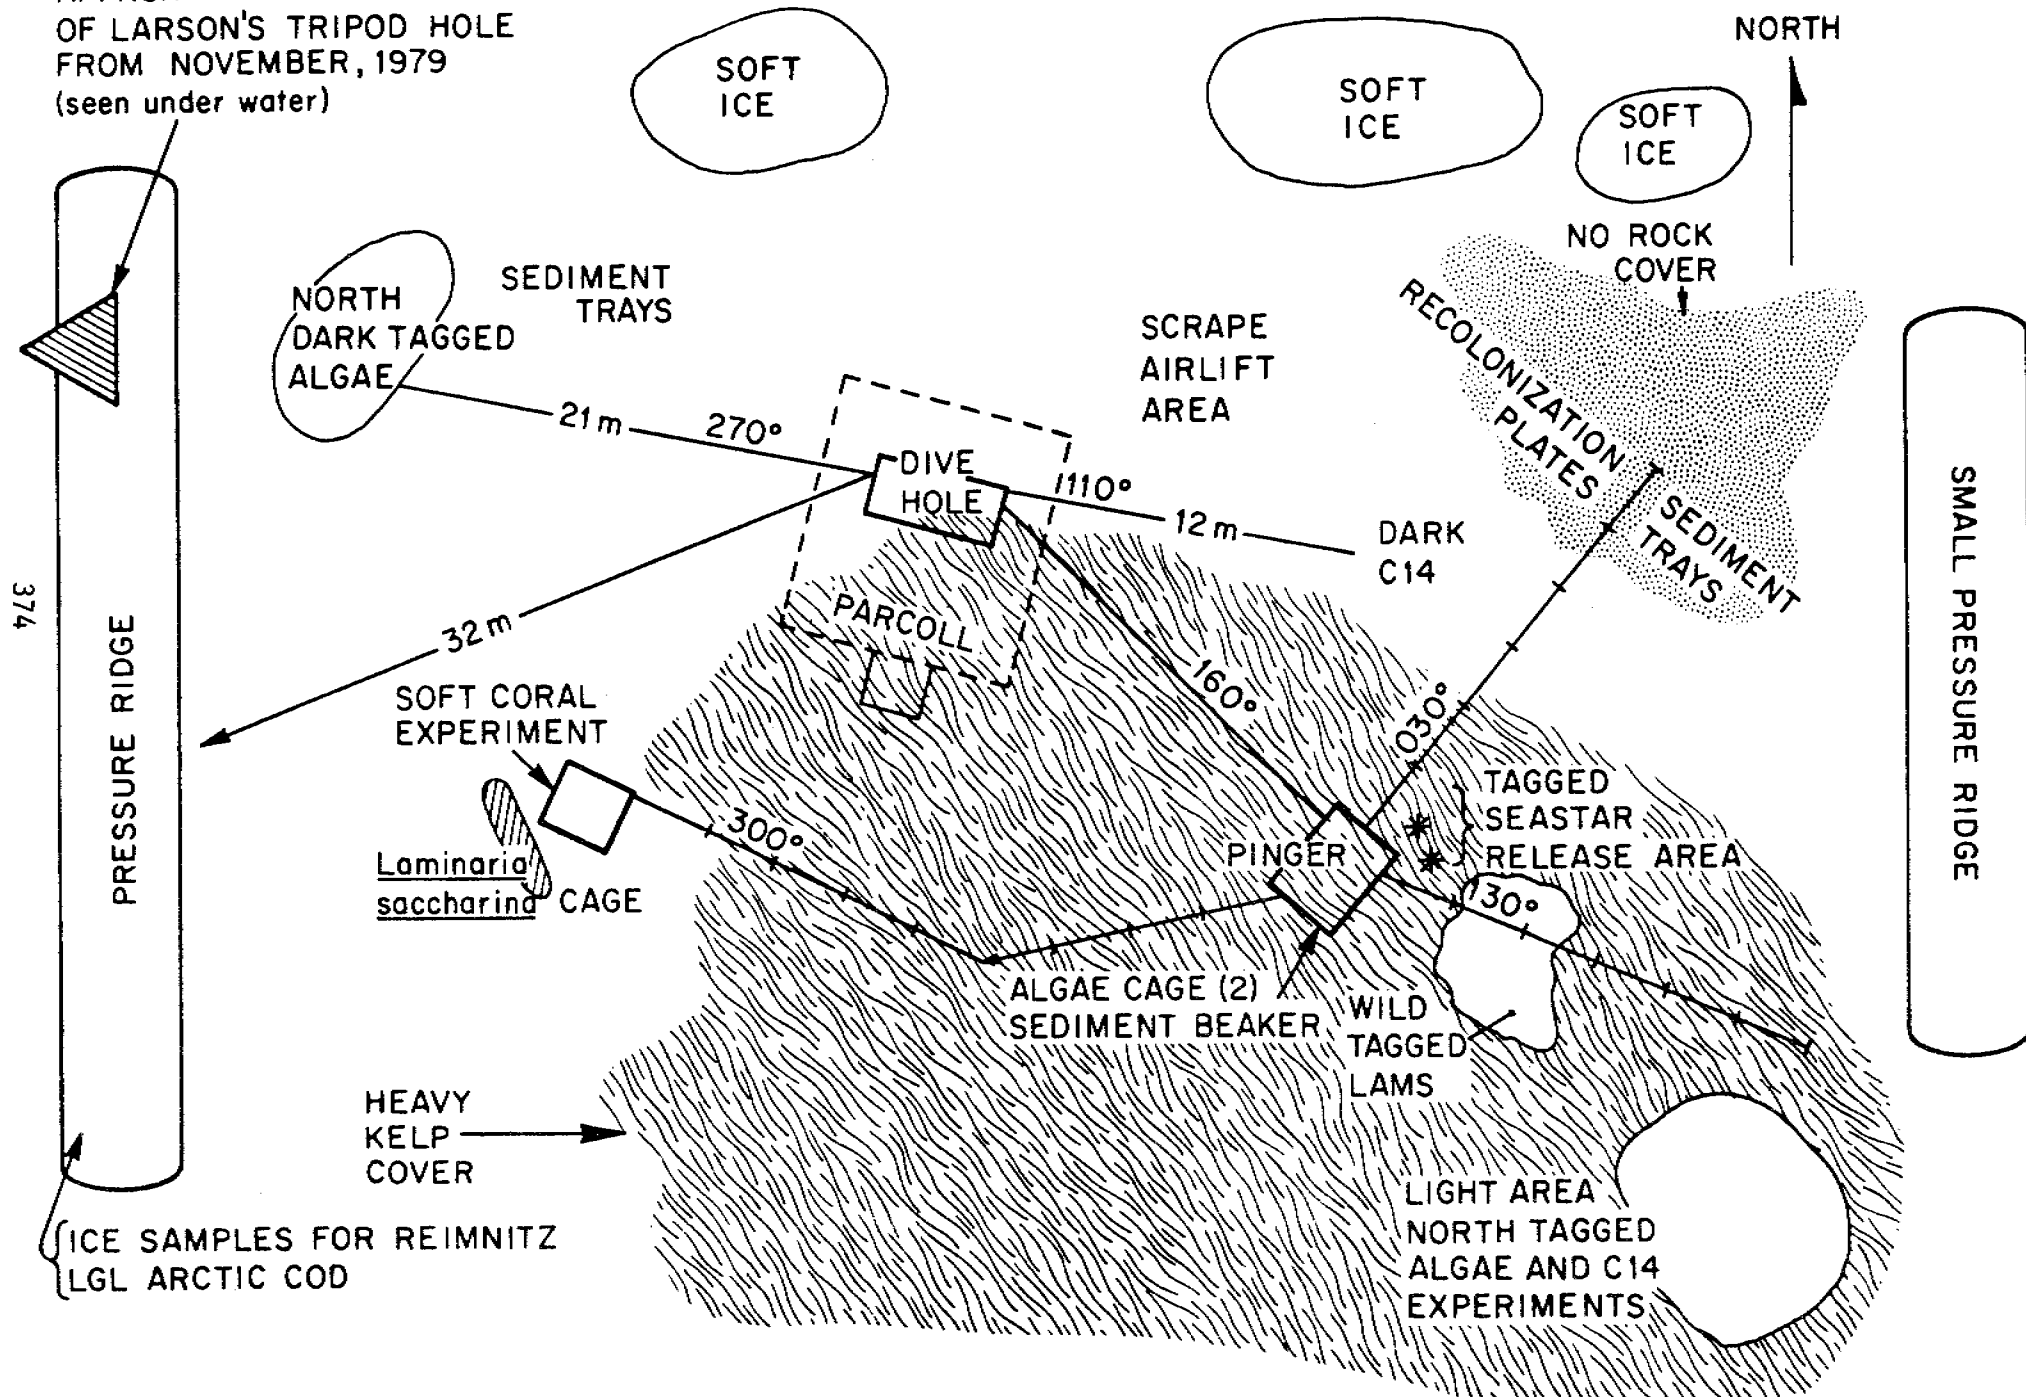 OF LARSON'S TRIPOD HOLE
FROM NOVEMBER, 1979
(seen under water)
SOFT
ICE
SOFT
ICE
SOFT
ICE
NORTH
NO ROCK
COVER
NORTH
DARK TAGGED
ALGAE
SEDIMENT
TRAYS
SCRAPE
AIRLIFT
AREA
RECOLONIZATION
PLATES
SEDIMENT
TRAYS
21 m
270°
DIVE
HOLE
110°
12 m
DARK
C14
32 m
PARCOLL
160°
030°
374
PRESSURE RIDGE
SMALL PRESSURE RIDGE
SOFT CORAL
EXPERIMENT
300°
Laminaria
saccharina CAGE
PINGER
TAGGED
SEASTAR
RELEASE AREA
130°
ALGAE CAGE (2)
SEDIMENT BEAKER
WILD
TAGGED
LAMS
HEAVY
KELP
COVER
LIGHT AREA
NORTH TAGGED
ALGAE AND C14
EXPERIMENTS
ICE SAMPLES FOR REIMNITZ
LGL ARCTIC COD